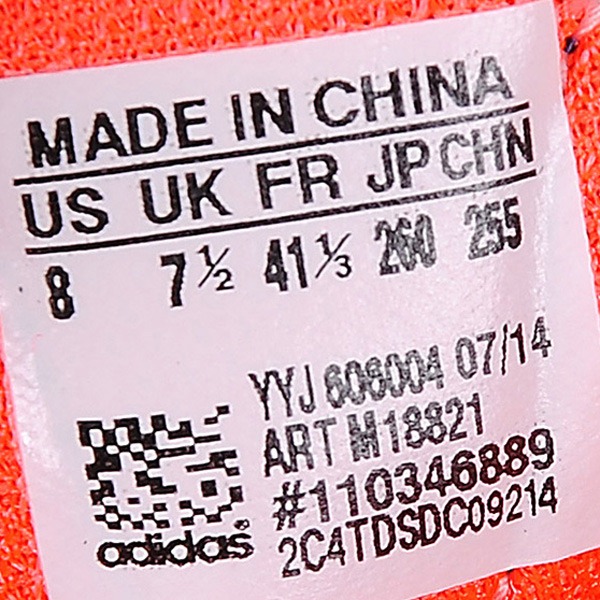 MADE IN CHINA
US UK FR JP CHN
8 7½ 41⅓ 260 255
YYJ 606004 07/14
ART M18821
#110346889
2C4TDSDC09214
adidas